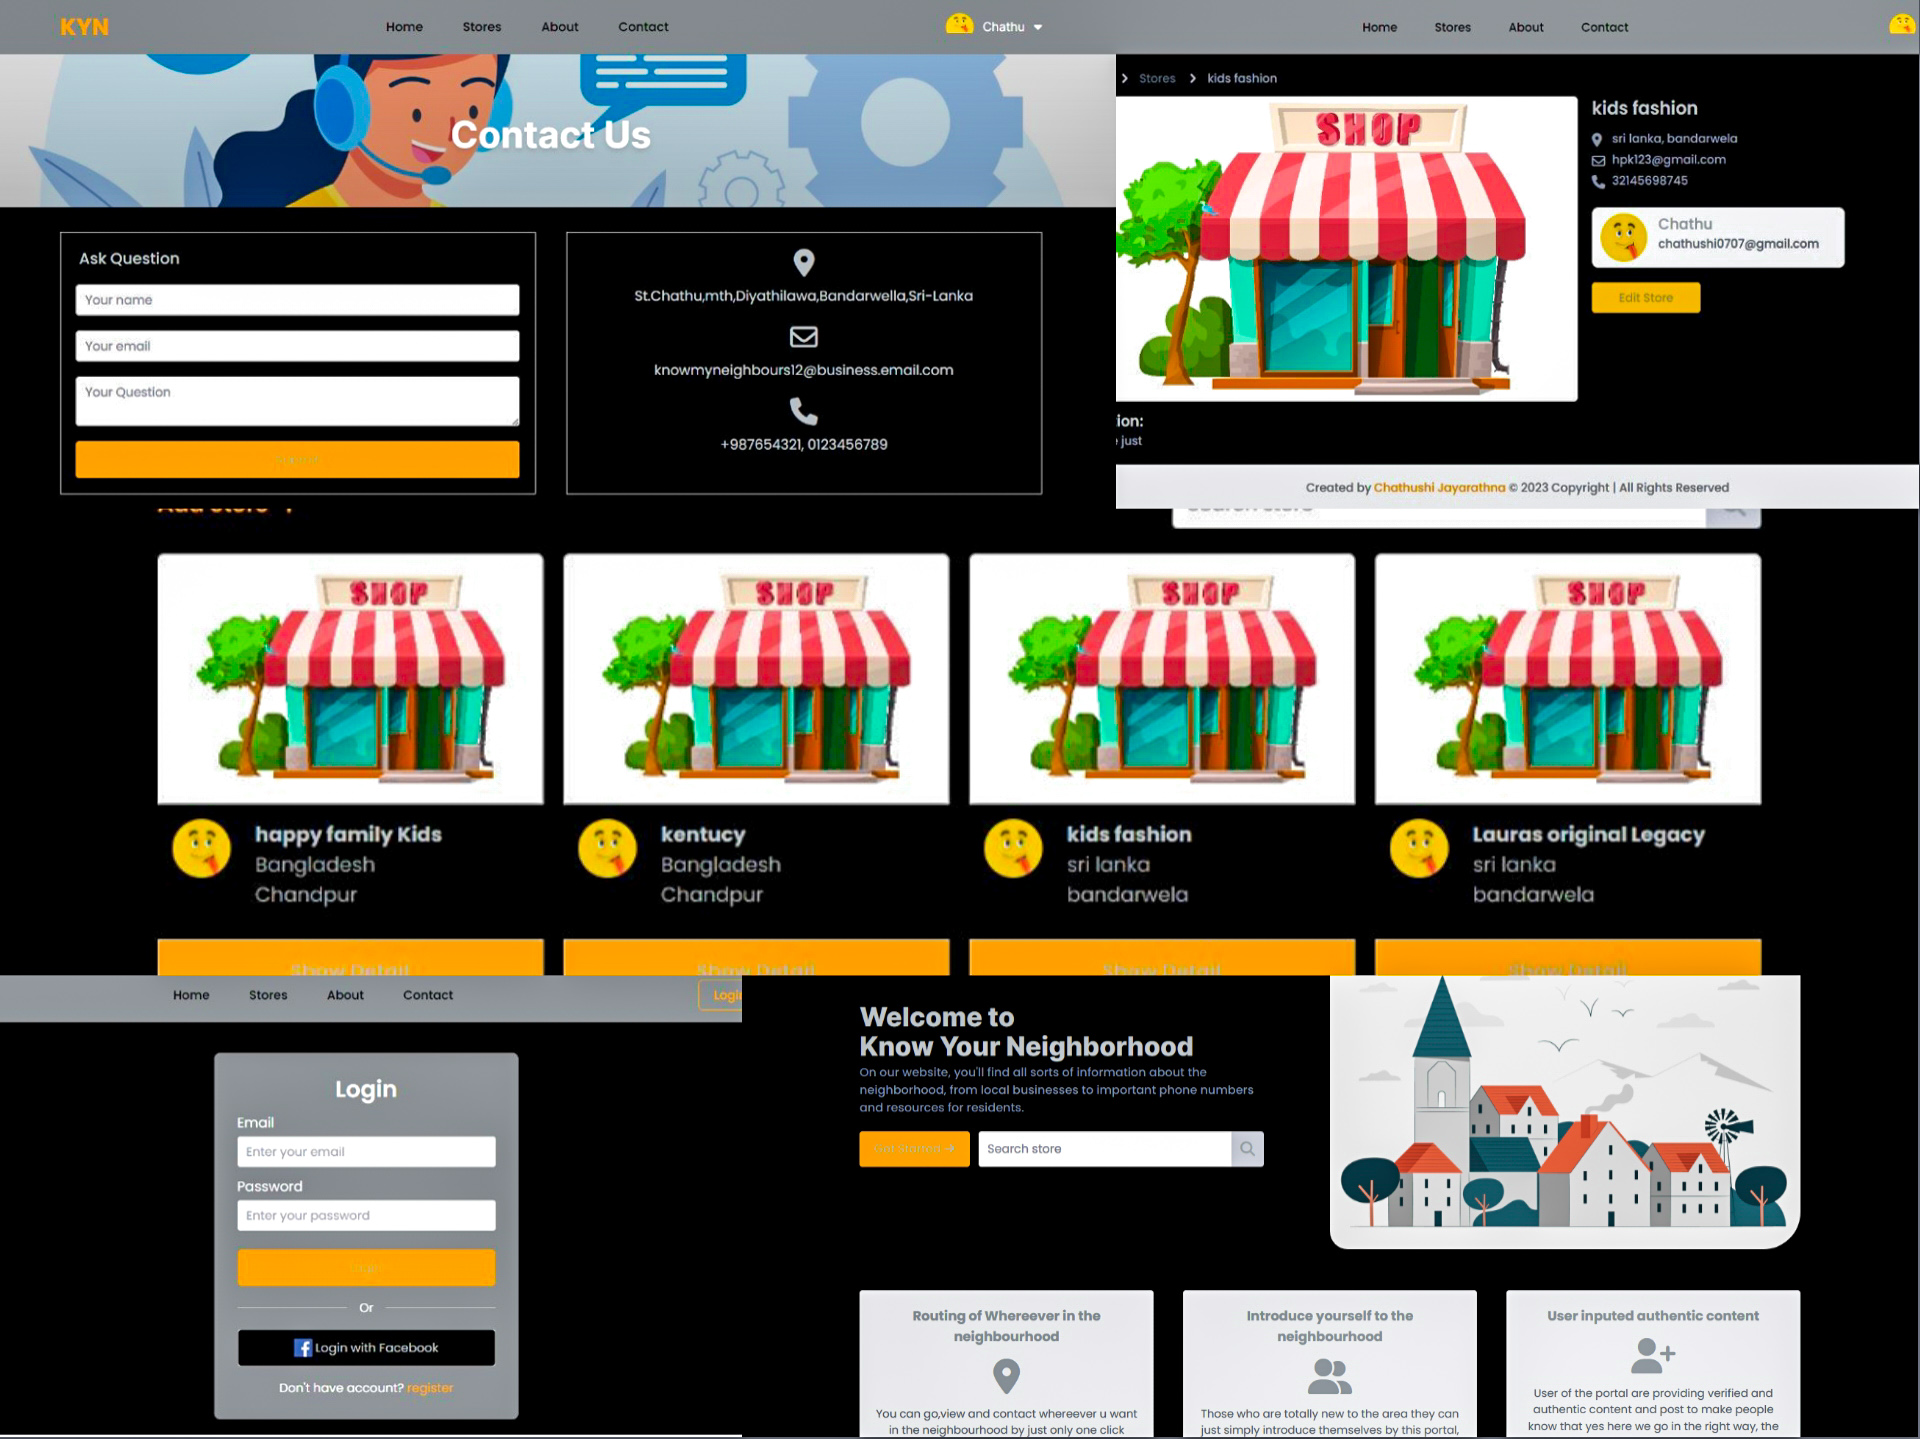 KYN
Home
Stores
About
Contact
Chathu
Contact Us
Ask Question
Your name
Your email
Your Question
St.Chathu,mth,Diyathilawa,Bandarwella,Sri-Lanka
knowmyneighbours12@business.email.com
+987654321, 0123456789
Home
Stores
About
Contact
Stores
kids fashion
SHOP
kids fashion
sri lanka, bandarwela
hpk123@gmail.com
32145698745
Chathu
chathushi0707@gmail.com
Edit Store
ion:
just
Created by Chathushi Jayarathna © 2023 Copyright | All Rights Reserved
Add Store +
Search store
SHOP
happy family Kids
Bangladesh
Chandpur
Show Detail
SHOP
kentucy
Bangladesh
Chandpur
Show Detail
SHOP
kids fashion
sri lanka
bandarwela
Show Detail
SHOP
Lauras original Legacy
sri lanka
bandarwela
Show Detail
Home
Stores
About
Contact
Login
Login
Email
Enter your email
Password
Enter your password
Or
Login with Facebook
Don't have account? register
Welcome to
Know Your Neighborhood
On our website, you'll find all sorts of information about the
neighborhood, from local businesses to important phone numbers
and resources for residents.
Get Started →
Search store
Routing of Whereever in the
neighbourhood
You can go,view and contact whereever u want
in the neighbourhood by just only one click
Introduce yourself to the
neighbourhood
Those who are totally new to the area they can
just simply introduce themselves by this portal,
User inputed authentic content
User of the portal are providing verified and
authentic content and post to make people
know that yes here we go in the right way, the